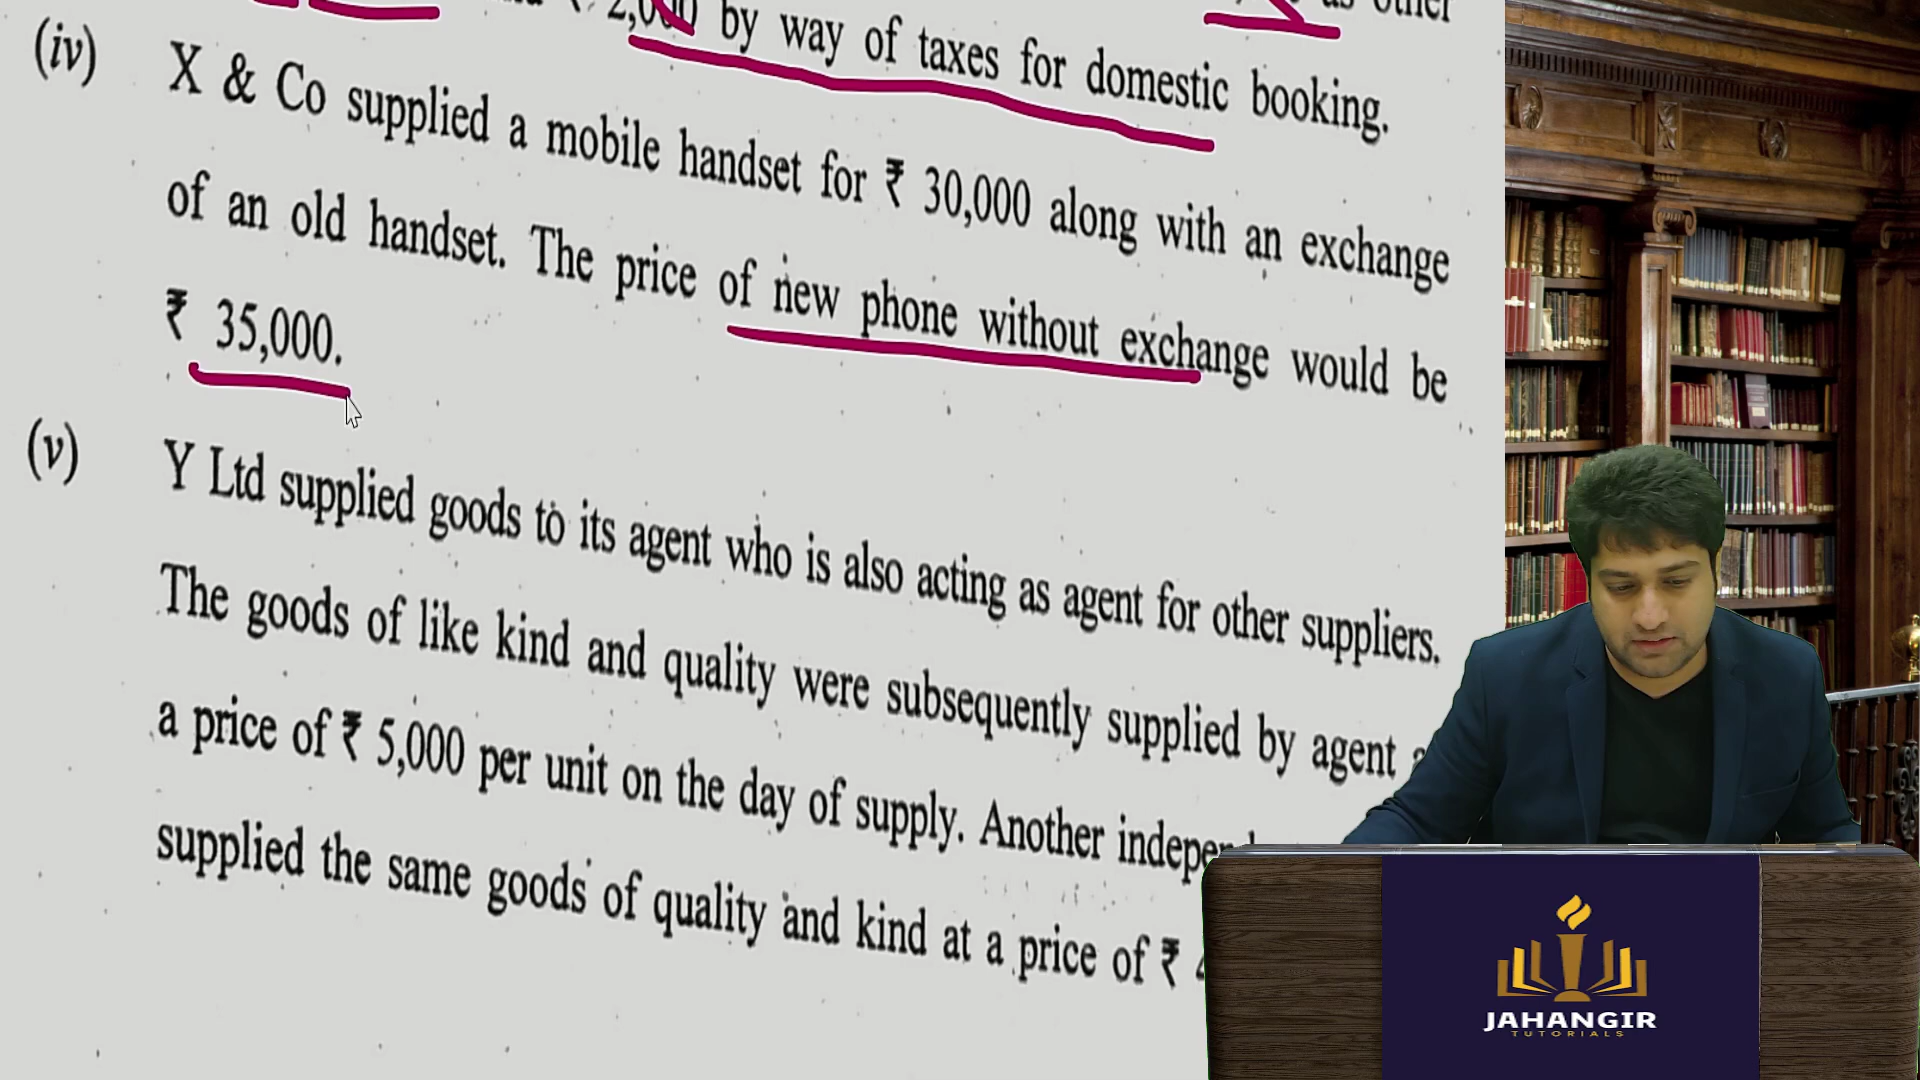 2,000 by way of taxes for domestic booking.
(iv) X & Co supplied a mobile handset for ₹ 30,000 along with an exchange
of an old handset. The price of new phone without exchange would be
₹ 35,000.
(v) Y Ltd supplied goods to its agent who is also acting as agent for other suppliers.
The goods of like kind and quality were subsequently supplied by agent
a price of ₹ 5,000 per unit on the day of supply. Another
supplied the same goods of quality and kind at a price of ₹
JAHANGIR
TUTORIALS